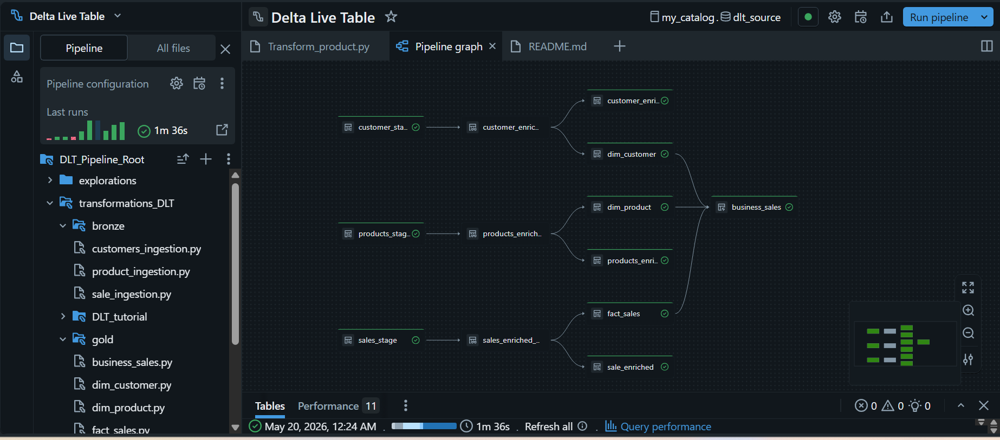 Delta Live Table
Delta Live Table
my_catalog . dlt_source
Run pipeline
Pipeline
All files
Transform_product.py
Pipeline graph
README.md
Pipeline configuration
Last runs
1m 36s
DLT_Pipeline_Root
explorations
transformations_DLT
bronze
customers_ingestion.py
product_ingestion.py
sale_ingestion.py
DLT_tutorial
gold
business_sales.py
dim_customer.py
dim_product.py
fact_sales.py
customer_sta...
customer_enric...
customer_enri...
dim_customer
products_stag...
products_enrich...
dim_product
products_enri...
business_sales
sales_stage
sales_enriched_...
fact_sales
sale_enriched
Tables
Performance 11
0 0 0
May 20, 2026, 12:24 AM . 1m 36s . Refresh all . Query performance